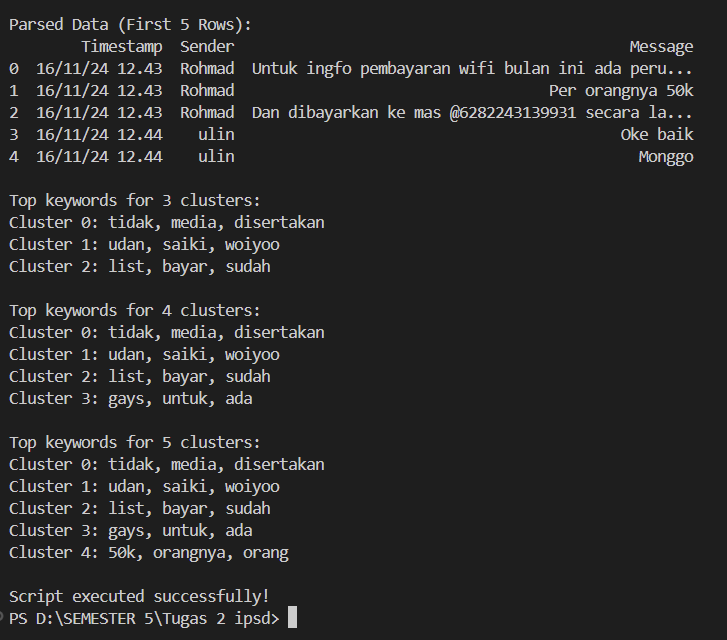 Parsed Data (First 5 Rows):
Timestamp Sender Message
0 16/11/24 12.43 Rohmad Untuk ingfo pembayaran wifi bulan ini ada peru...
1 16/11/24 12.43 Rohmad Per orangnya 50k
2 16/11/24 12.43 Rohmad Dan dibayarkan ke mas @6282243139931 secara la...
3 16/11/24 12.44 ulin Oke baik
4 16/11/24 12.44 ulin Monggo
Top keywords for 3 clusters:
Cluster 0: tidak, media, disertakan
Cluster 1: udan, saiki, woiyoo
Cluster 2: list, bayar, sudah
Top keywords for 4 clusters:
Cluster 0: tidak, media, disertakan
Cluster 1: udan, saiki, woiyoo
Cluster 2: list, bayar, sudah
Cluster 3: gays, untuk, ada
Top keywords for 5 clusters:
Cluster 0: tidak, media, disertakan
Cluster 1: udan, saiki, woiyoo
Cluster 2: list, bayar, sudah
Cluster 3: gays, untuk, ada
Cluster 4: 50k, orangnya, orang
Script executed successfully!
PS D:\SEMESTER 5\Tugas 2 ipsd>